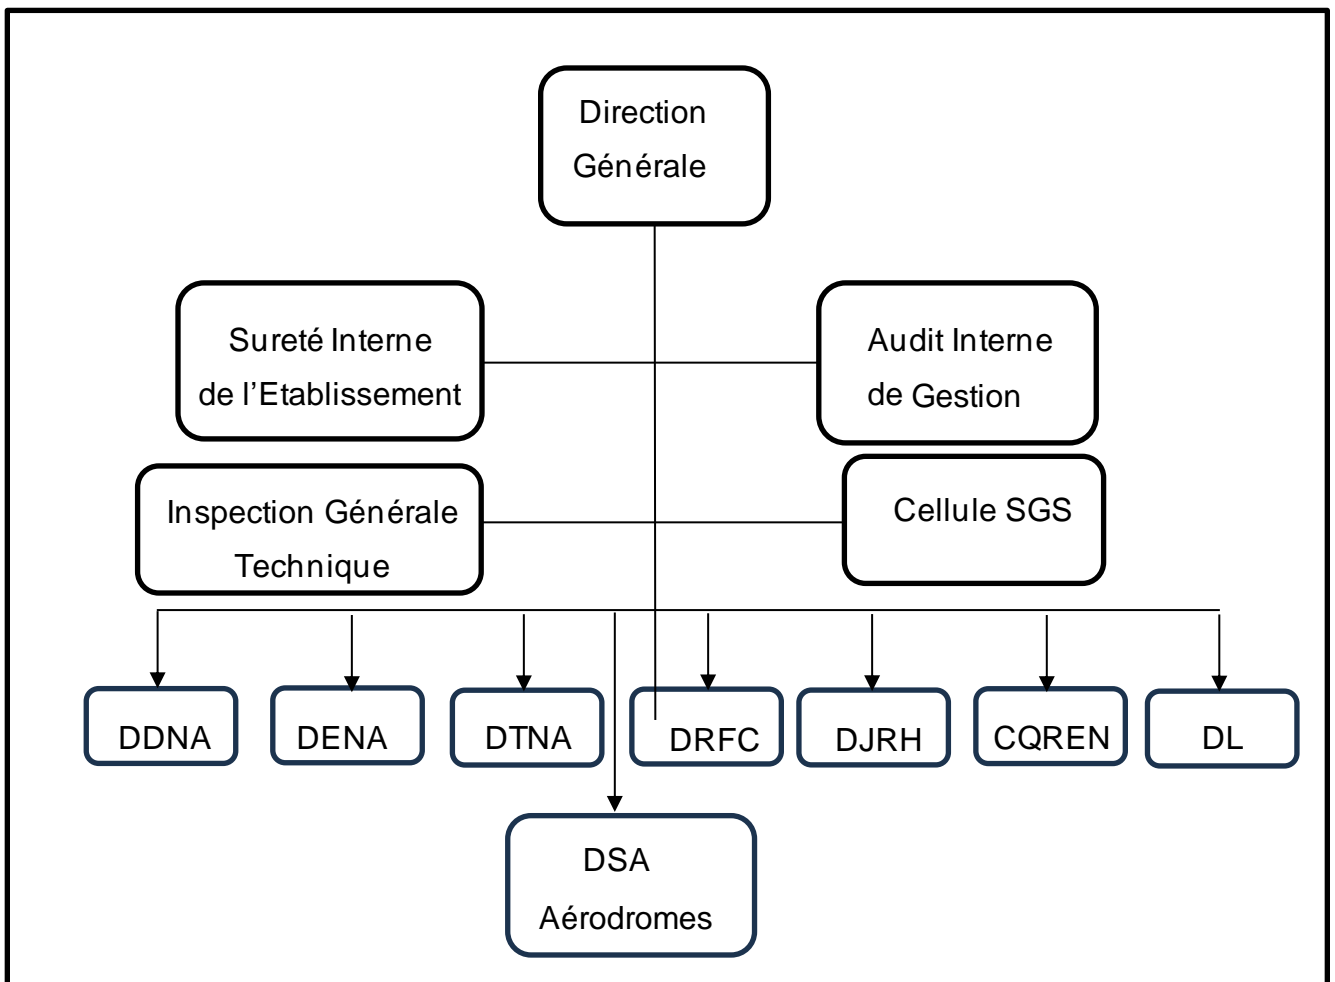 Direction
Générale
Sureté Interne
de l’Etablissement
Audit Interne
de Gestion
Inspection Générale
Technique
Cellule SGS
DDNA
DENA
DTNA
DRFC
DJRH
CQREN
DL
DSA
Aérodromes